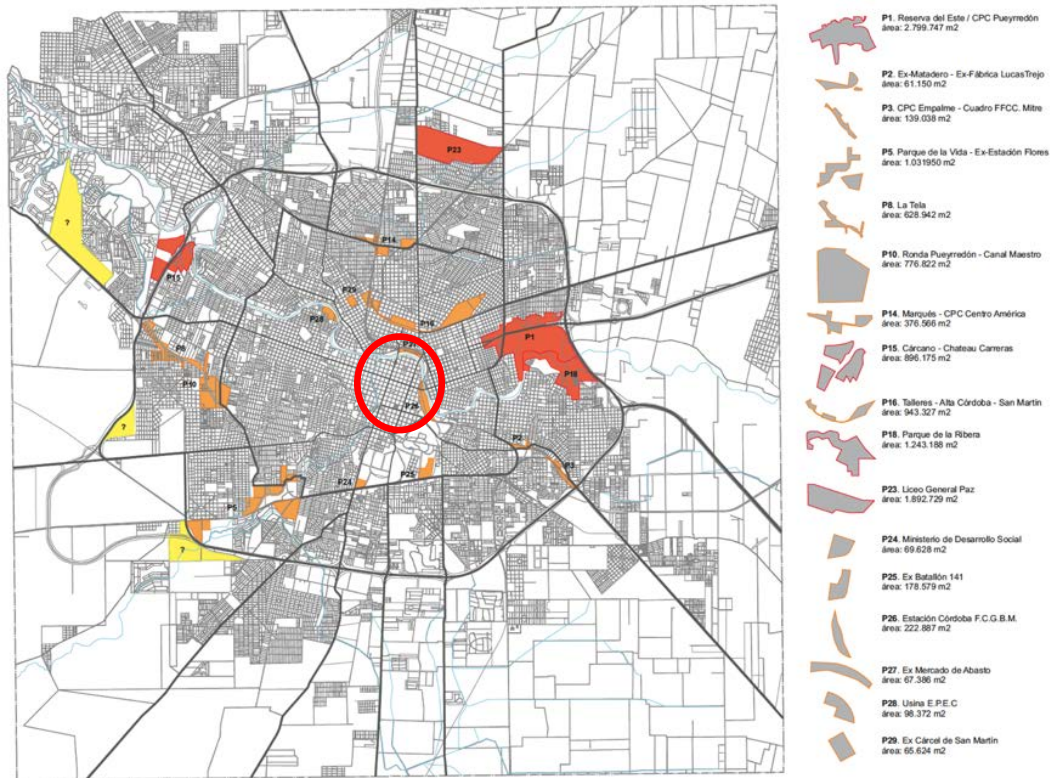 P23
P14
P15
P29
P16
P28
P27
P1
P8
P18
P10
P26
P2
P3
P25
P24
P5
?
?
?
P1. Reserva del Este / CPC Pueyrredón
área: 2.799.747 m2
P2. Ex-Matadero - Ex-Fábrica LucasTrejo
área: 61.150 m2
P3. CPC Empalme - Cuadro FFCC. Mitre
área: 139.038 m2
P5. Parque de la Vida - Ex-Estación Flores
área: 1.031950 m2
P8. La Tela
área: 628.942 m2
P10. Ronda Pueyrredón - Canal Maestro
área: 776.822 m2
P14. Marqués - CPC Centro América
área: 376.566 m2
P15. Cárcano - Chateau Carreras
área: 896.175 m2
P16. Talleres - Alta Córdoba - San Martín
área: 943.327 m2
P18. Parque de la Ribera
área: 1.243.188 m2
P23. Liceo General Paz
área: 1.892.729 m2
P24. Ministerio de Desarrollo Social
área: 69.628 m2
P25. Ex Batallón 141
área: 178.579 m2
P26. Estación Córdoba F.C.G.B.M.
área: 222.887 m2
P27. Ex Mercado de Abasto
área: 67.386 m2
P28. Usina E.P.E.C
área: 98.372 m2
P29. Ex Cárcel de San Martín
área: 65.624 m2